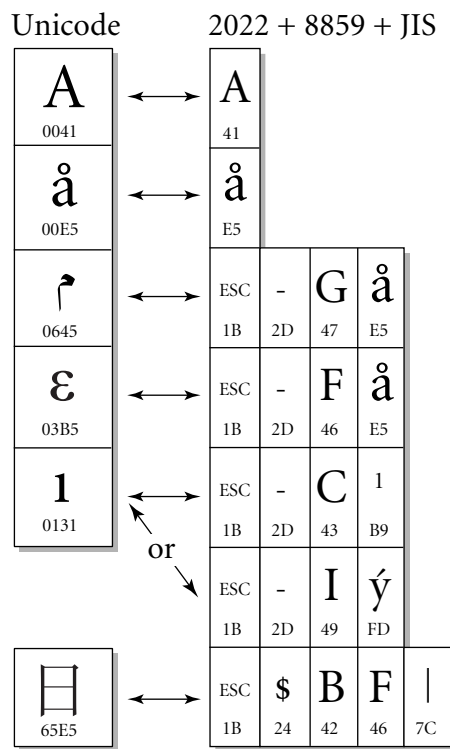 Unicode 2022 + 8859 + JIS
A A
0041 41
å å
00E5 E5
م ESC - G å
0645 1B 2D 47 E5
ε ESC - F å
03B5 1B 2D 46 E5
ı ESC - C ¹
0131 1B 2D 43 B9
or
ESC - I ý
1B 2D 49 FD
日 ESC $ B F |
65E5 1B 24 42 46 7C